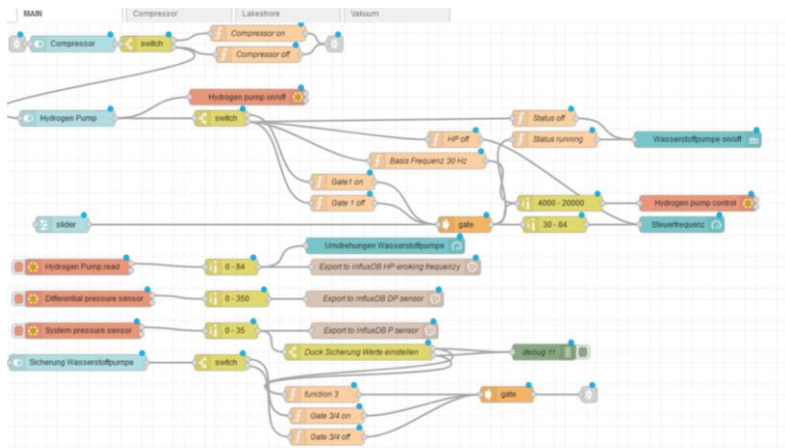 MAIN
Compressor
Lakeshore
Vakuum
Compressor on
Compressor
switch
Compressor off
Hydrogen pump on/off
Hydrogen Pump
switch
Status off
HP off
Status running
Wasserstoffpumpe on/off
Basis Frequenz 30 Hz
Gate1 on
Gate 1 off
4000 - 20000
Hydrogen pump control
slider
gate
30 - 84
Steuerfrequenz
Umdrehungen Wasserstoffpumpe
Hydrogen Pump read
0 - 84
Export to InfluxDB HP wroking frequenzy
Differential pressure sensor
0 - 350
Export to InfluxDB DP sensor
System pressure sensor
0 - 35
Export to InfluxDB P sensor
Duck Sicherung Werte einstellen
debug 11
Sicherung Wasserstoffpumpe
switch
function 3
gate
Gate 3/4 on
Gate 3/4 off